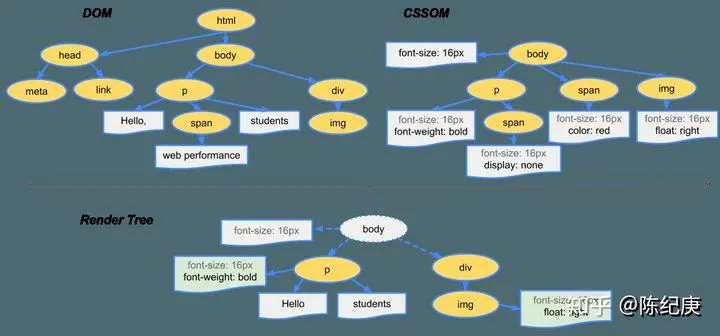 DOM
CSSOM
html
head
body
meta
link
p
div
Hello,
span
students
img
web performance
font-size: 16px
body
p
span
img
font-size: 16px
font-weight: bold
span
font-size: 16px
color: red
font-size: 16px
float: right
font-size: 16px
display: none
Render Tree
font-size: 16px
body
font-size: 16px
font-weight: bold
p
div
Hello
students
img
font-size: 16px
float:
知乎 @陈纪庚